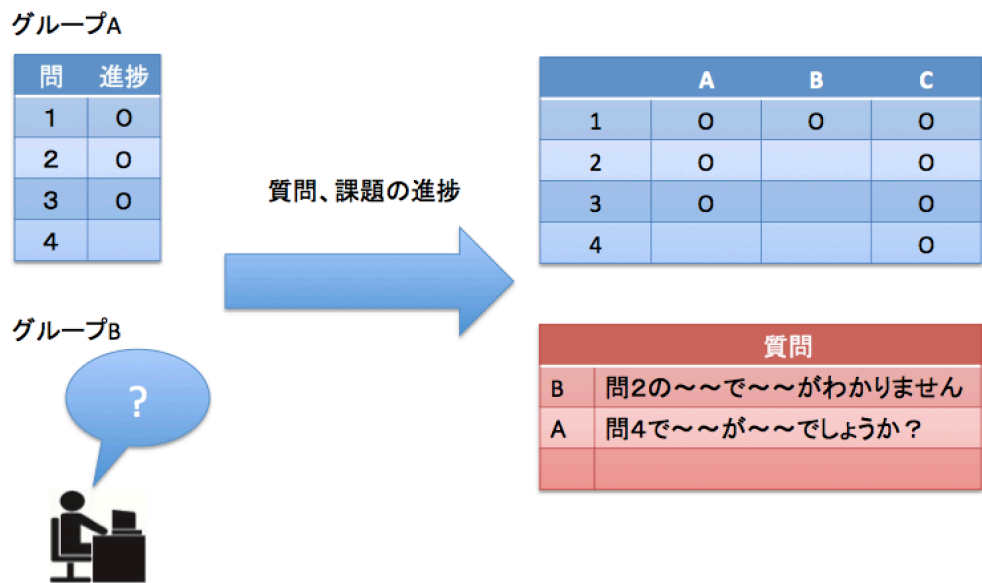 グループA
問 進捗
1 O
2 O
3 O
4
質問、課題の進捗
A B C
1 O O O
2 O O
3 O O
4 O
グループB
?
質問
B 問2の～～で～～がわかりません
A 問4で～～が～～でしょうか？